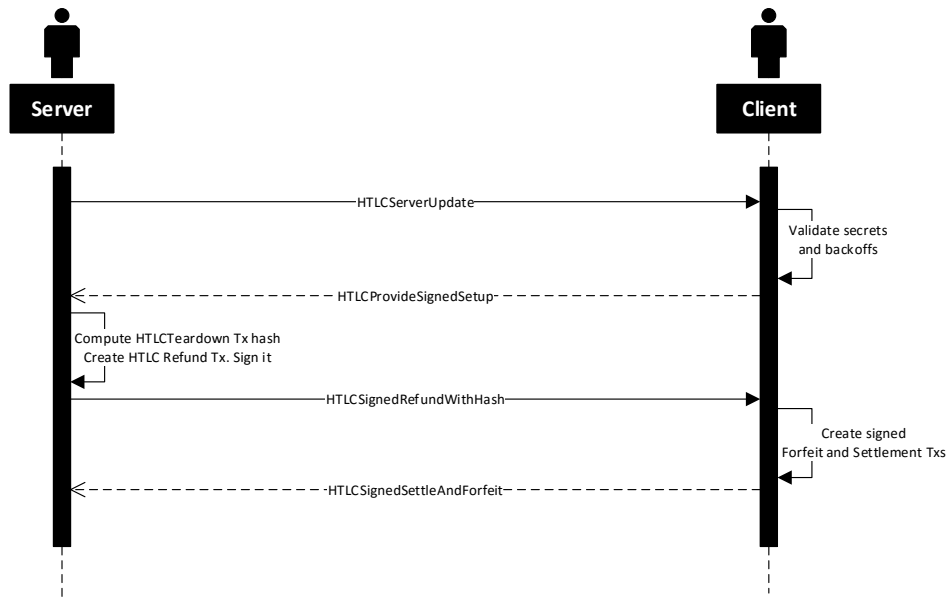 Server
Client
HTLCServerUpdate
Validate secrets
and backoffs
HTLCProvideSignedSetup
Compute HTLCTeardown Tx hash
Create HTLC Refund Tx. Sign it
HTLCSignedRefundWithHash
Create signed
Forfeit and Settlement Txs
HTLCSignedSettleAndForfeit